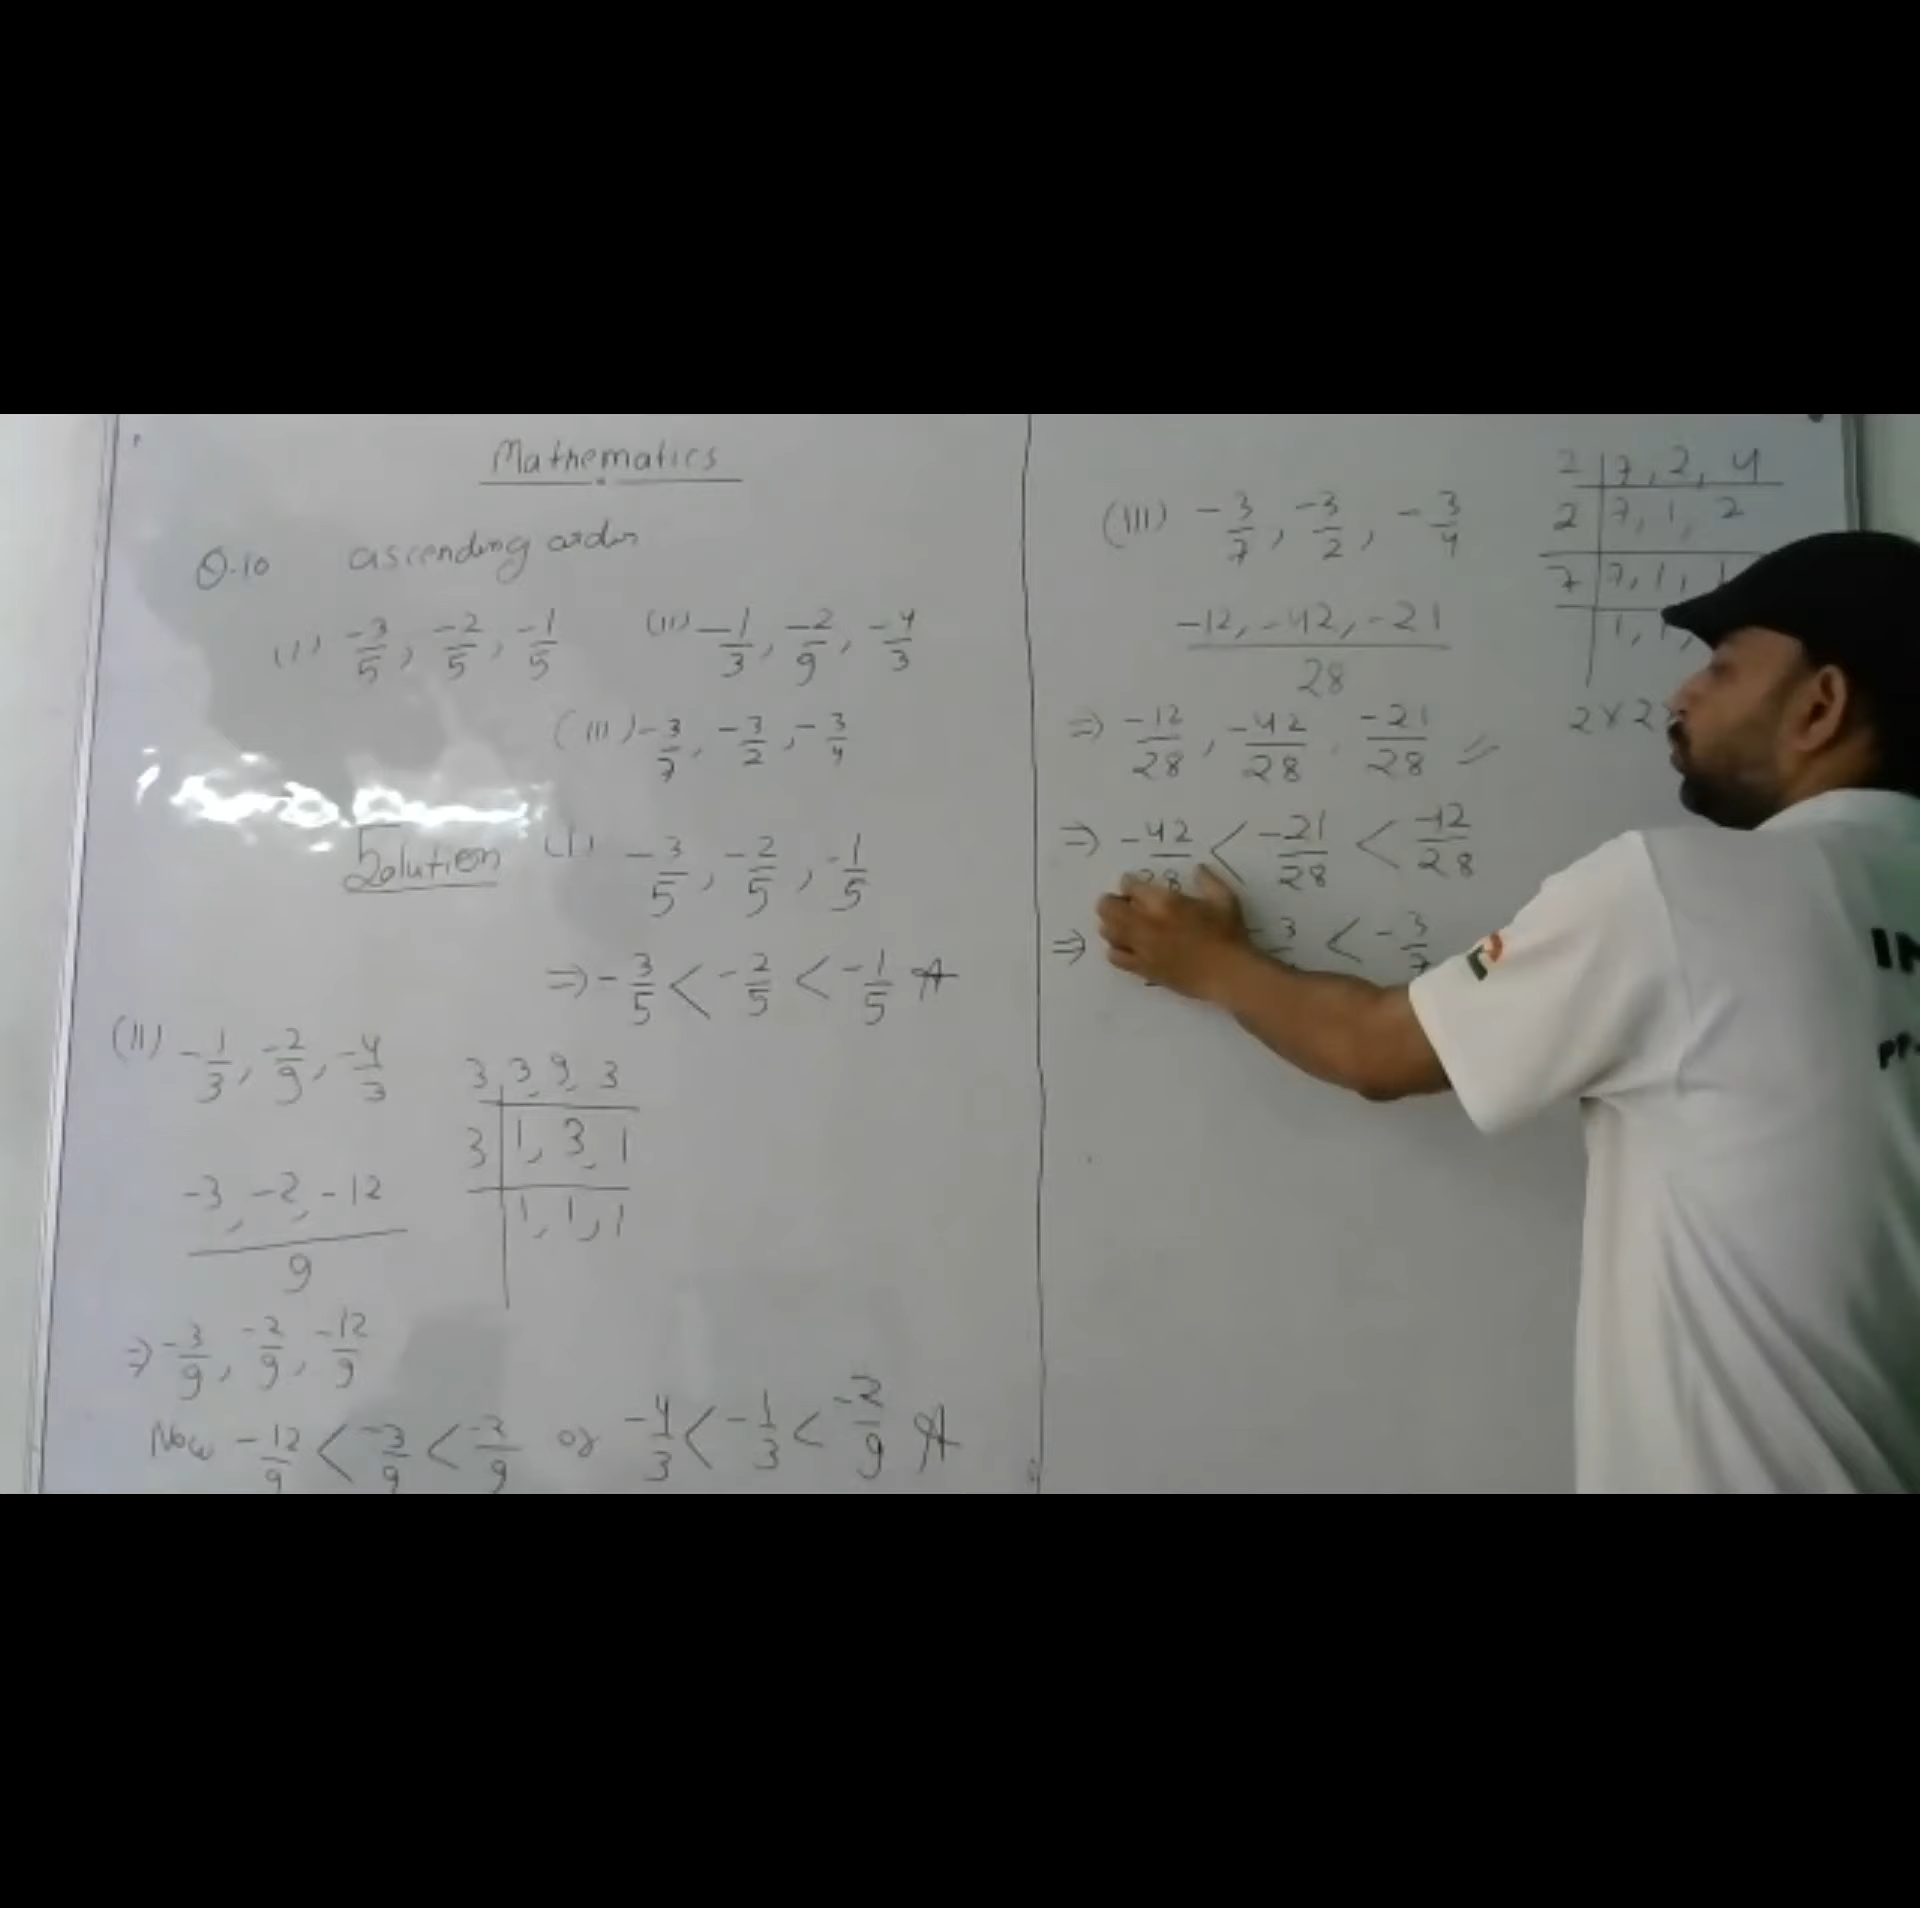 Mathematics
Q.10 ascending order
(i) -3/5, -2/5, -1/5 (ii) -1/3, -2/9, -4/3
(iii) -3/7, -3/2, -3/4
Solution (i) -3/5, -2/5, -1/5
⇒ -3/5 < -2/5 < -1/5 A
(ii) -1/3, -2/9, -4/3
-3, -2, -12
9
3 3, 9, 3
3 1, 3, 1
1, 1, 1
⇒ -3/9, -2/9, -12/9
Now -12/9 < -3/9 < -2/9 or -4/3 < -1/3 < -2/9 A
(III) -3/7, -3/2, -3/4
-12, -42, -21
28
⇒ -12/28, -42/28, -21/28
⇒ -42/28 < -21/28 < -12/28
⇒ < -3/7
2 7, 2, 4
2 7, 1, 2
7 7, 1, 1
1, 1,
2×2×